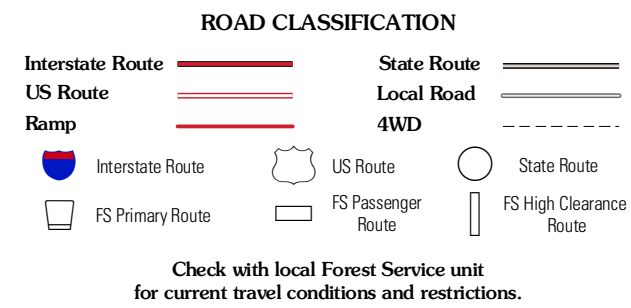 ROAD CLASSIFICATION
Interstate Route
State Route
US Route
Local Road
Ramp
4WD
Interstate Route
US Route
State Route
FS Primary Route
FS Passenger
Route
FS High Clearance
Route
Check with local Forest Service unit
for current travel conditions and restrictions.